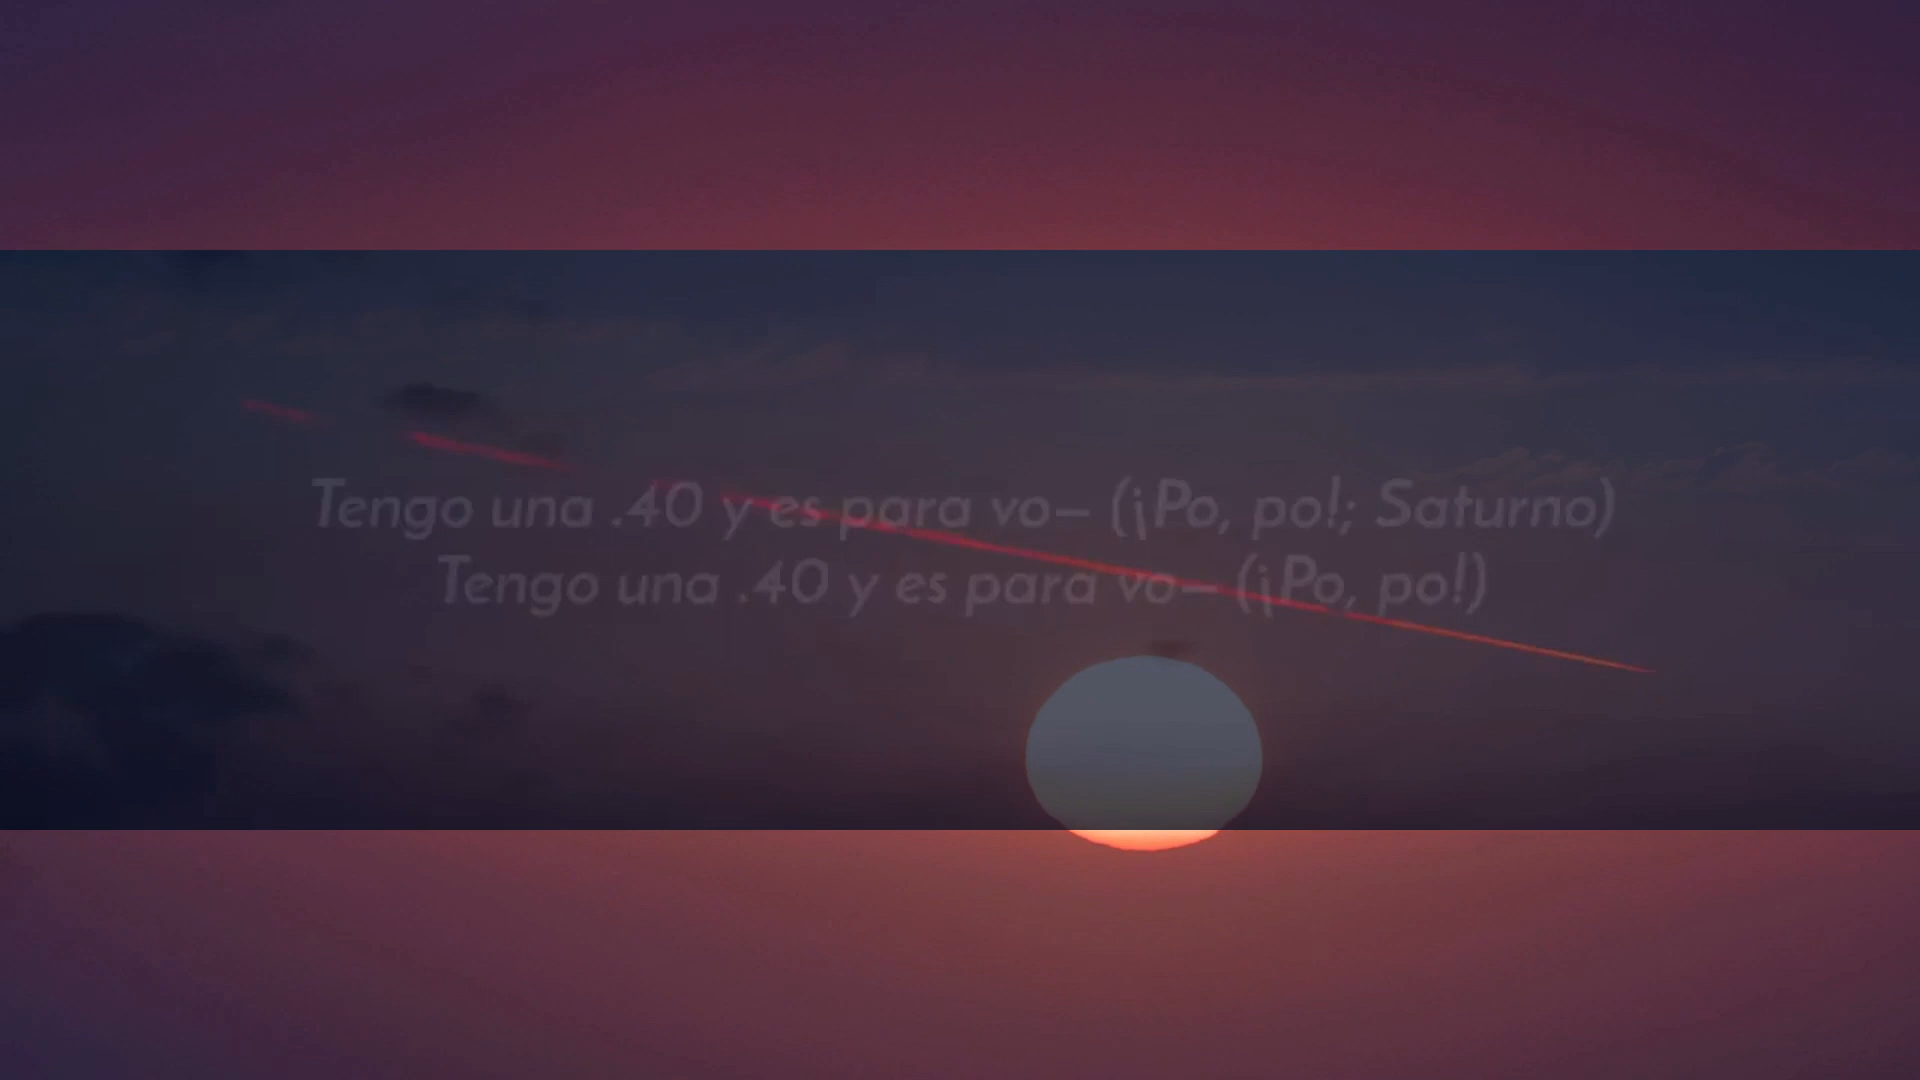 Tengo una .40 y es para vo– (¡Po, po!; Saturno)
Tengo una .40 y es para vo– (¡Po, po!)